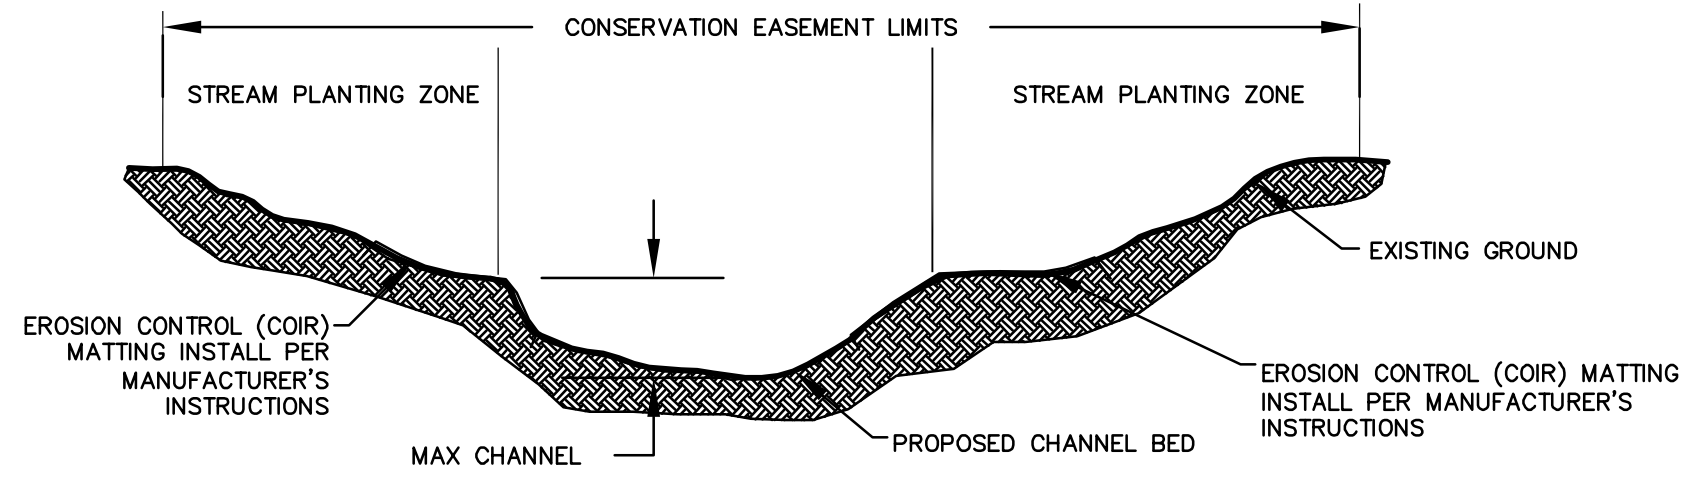 CONSERVATION EASEMENT LIMITS
STREAM PLANTING ZONE
STREAM PLANTING ZONE
EXISTING GROUND
EROSION CONTROL (COIR)
MATTING INSTALL PER
MANUFACTURER'S
INSTRUCTIONS
EROSION CONTROL (COIR) MATTING
INSTALL PER MANUFACTURER'S
INSTRUCTIONS
MAX CHANNEL
PROPOSED CHANNEL BED